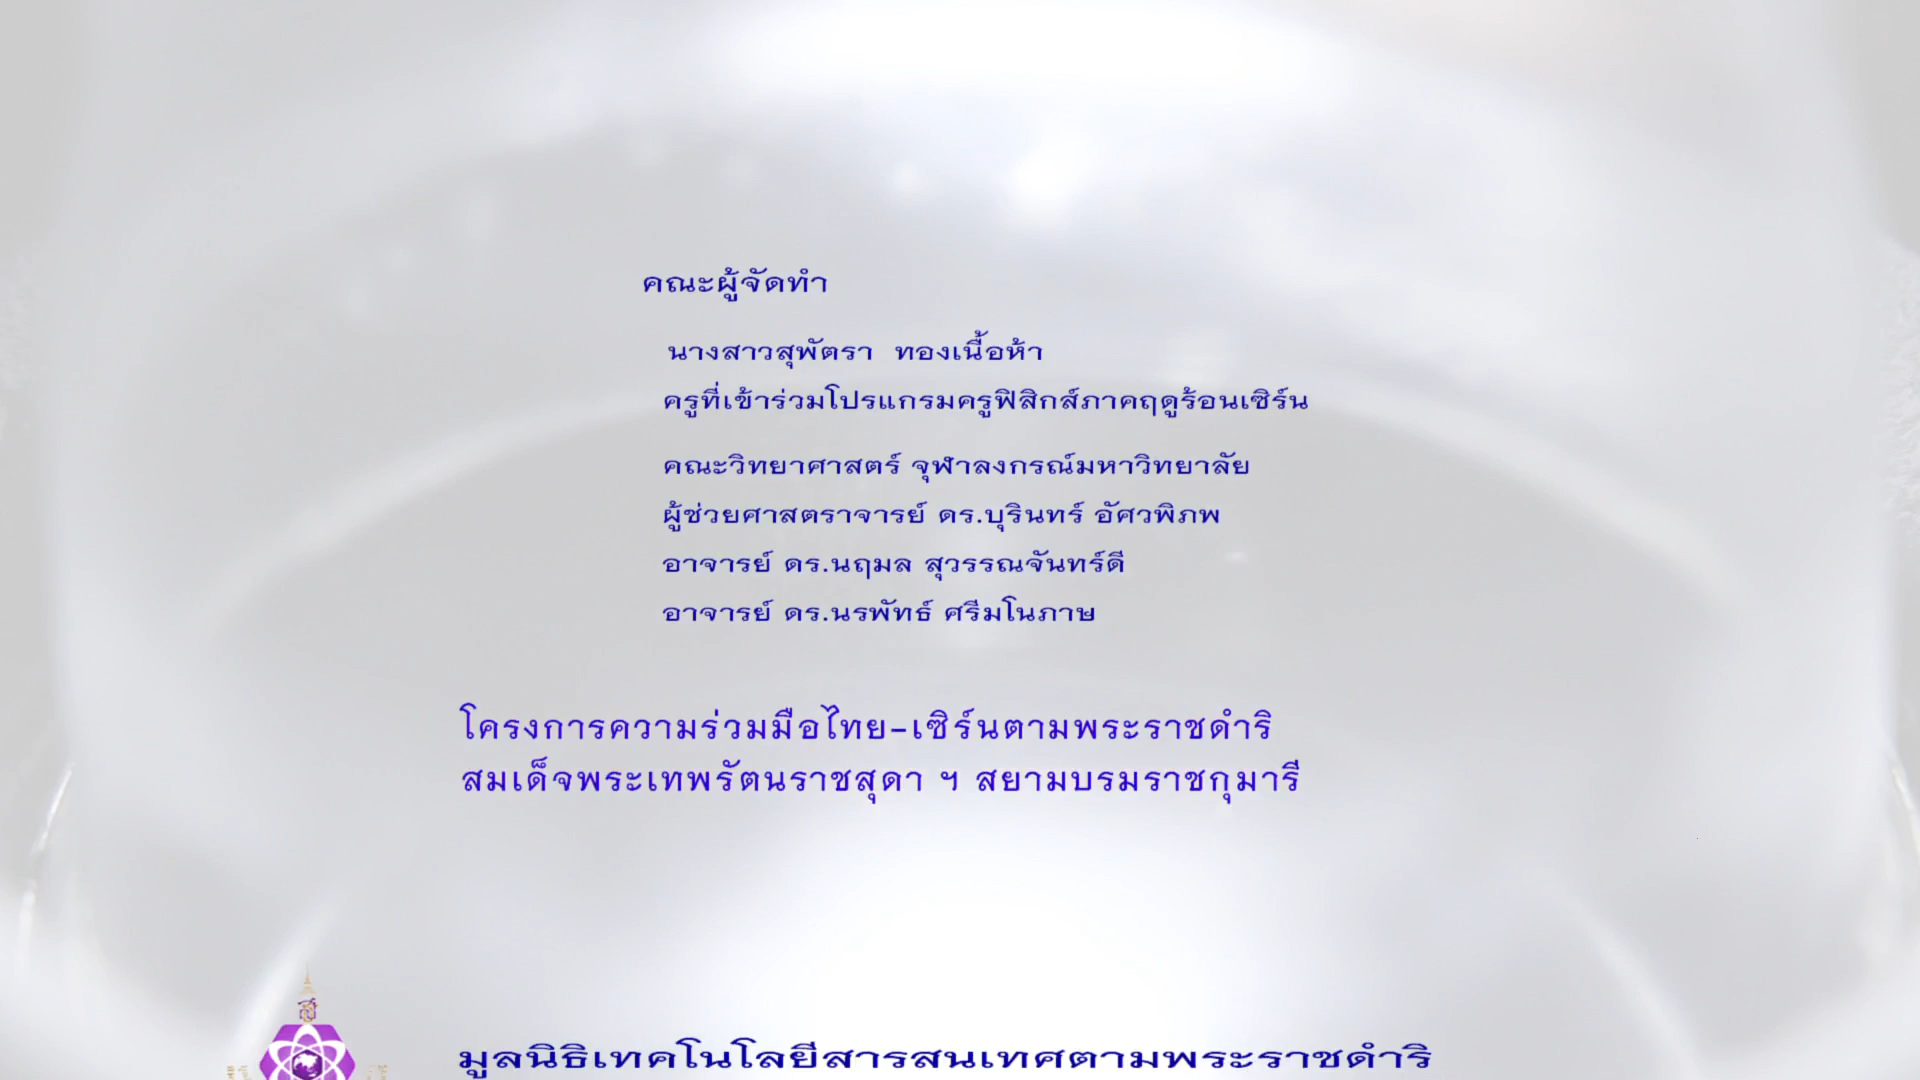 คณะผู้จัดทำ
นางสาวสุพัตรา ทองเนื้อห้า
ครูที่เข้าร่วมโปรแกรมครูฟิสิกส์ภาคฤดูร้อนเซิร์น
คณะวิทยาศาสตร์ จุฬาลงกรณ์มหาวิทยาลัย
ผู้ช่วยศาสตราจารย์ ดร.บุรินทร์ อัศวพิภพ
อาจารย์ ดร.นฤมล สุวรรณจันทร์ดี
อาจารย์ ดร.นรพัทธ์ ศรีมโนภาษ
โครงการความร่วมมือไทย-เซิร์นตามพระราชดำริ
สมเด็จพระเทพรัตนราชสุดา ฯ สยามบรมราชกุมารี
มูลนิธิเทคโนโลยีสารสนเทศตามพระราชดำริ